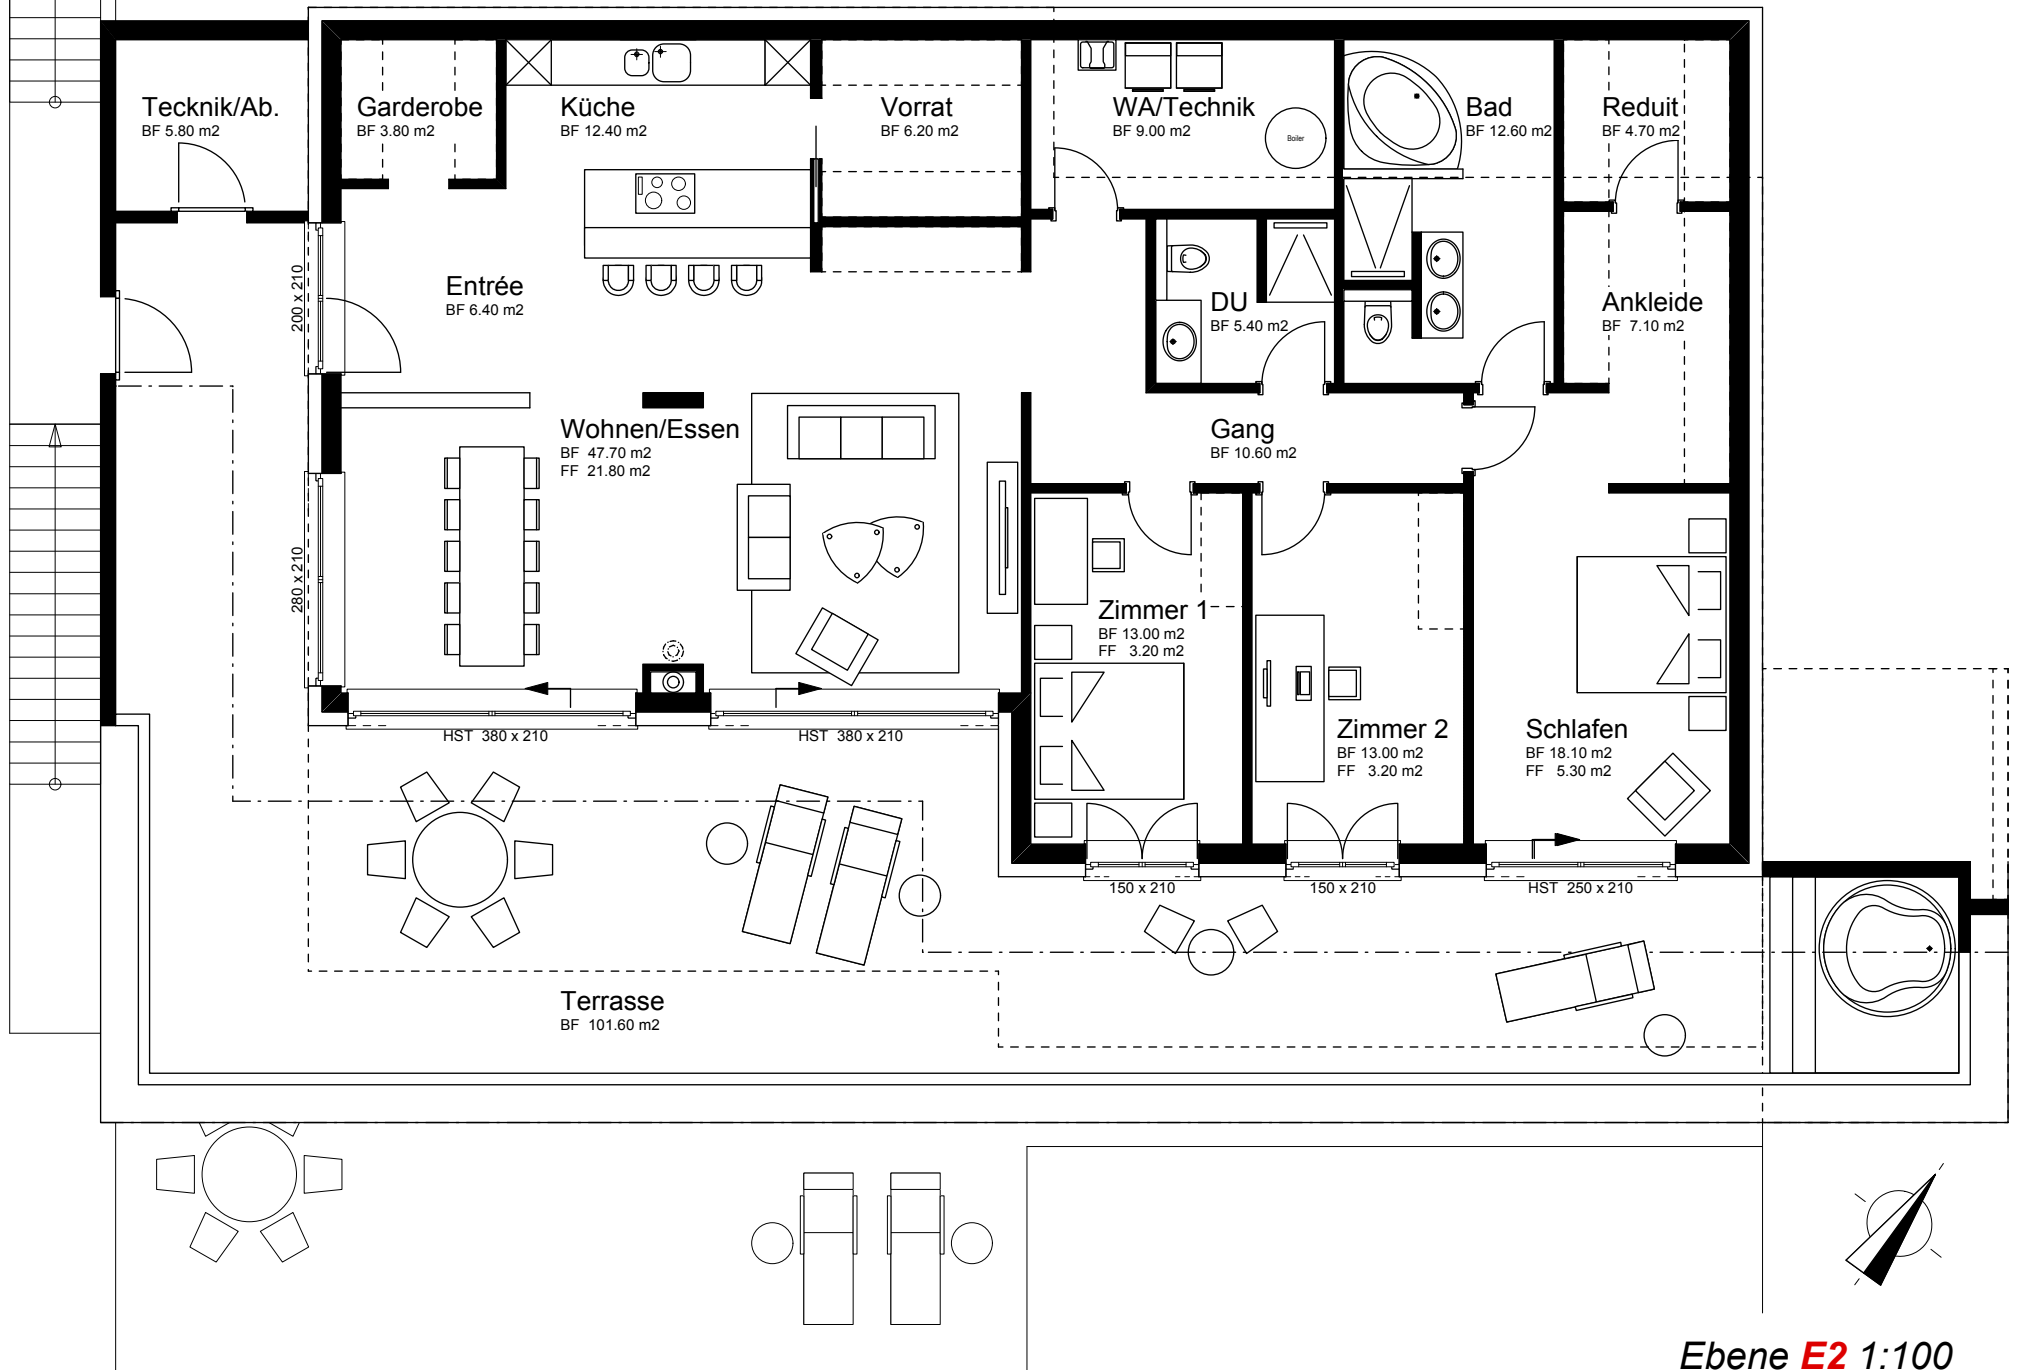 Tecknik/Ab.
BF 5.80 m2
Garderobe
BF 3.80 m2
Küche
BF 12.40 m2
Vorrat
BF 6.20 m2
WA/Technik
BF 9.00 m2
Boiler
Bad
BF 12.60 m2
Reduit
BF 4.70 m2
200 x 210
Entrée
BF 6.40 m2
DU
BF 5.40 m2
Ankleide
BF 7.10 m2
Wohnen/Essen
BF 47.70 m2
FF 21.80 m2
Gang
BF 10.60 m2
280 x 210
Zimmer 1
BF 13.00 m2
FF 3.20 m2
Zimmer 2
BF 13.00 m2
FF 3.20 m2
Schlafen
BF 18.10 m2
FF 5.30 m2
HST 380 x 210
HST 380 x 210
150 x 210
150 x 210
HST 250 x 210
Terrasse
BF 101.60 m2
Ebene E2 1:100